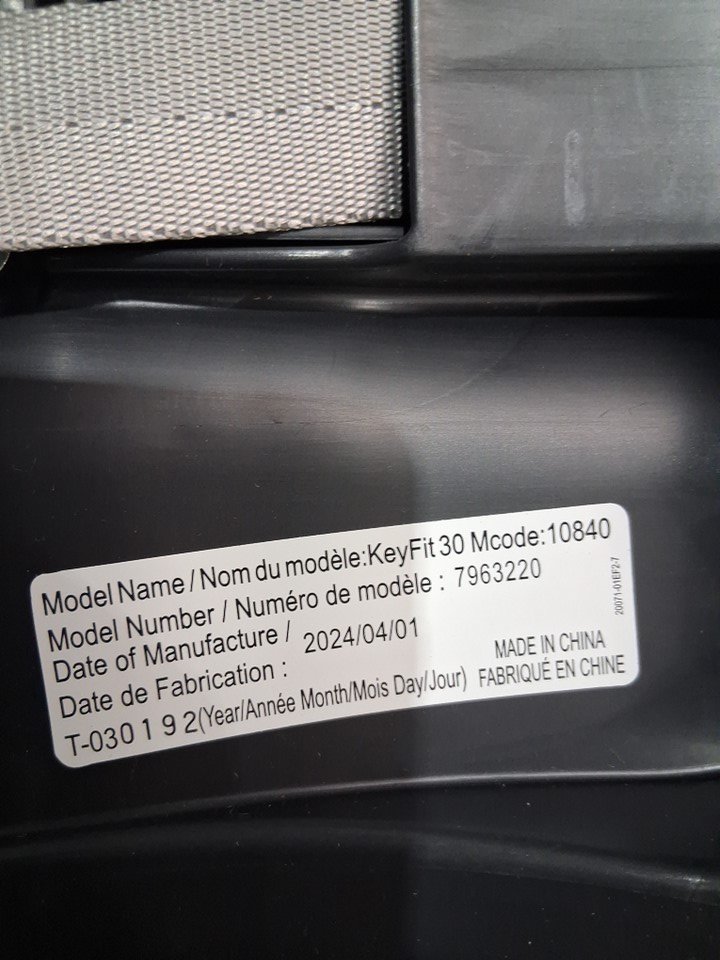 Model Name / Nom du modèle:KeyFit 30 Mcode:10840
Model Number / Numéro de modèle : 7963220
Date of Manufacture /
Date de Fabrication : 2024/04/01
MADE IN CHINA
T-030 1 9 2(Year/Année Month/Mois Day/Jour) FABRIQUÉ EN CHINE
20071-01EF2-7